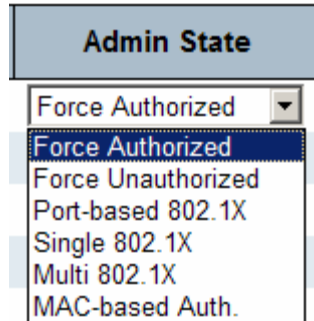 Admin State
Force Authorized
Force Authorized
Force Unauthorized
Port-based 802.1X
Single 802.1X
Multi 802.1X
MAC-based Auth.